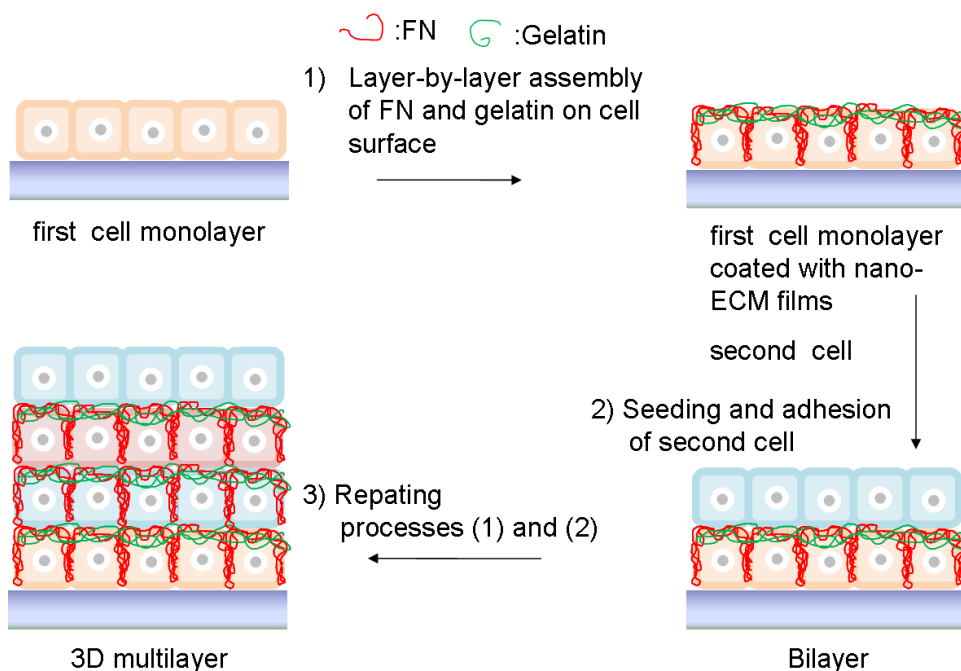 :FN :Gelatin
1) Layer-by-layer assembly
of FN and gelatin on cell
surface
first cell monolayer
first cell monolayer
coated with nano-
ECM films
second cell
2) Seeding and adhesion
of second cell
3) Repating
processes (1) and (2)
3D multilayer
Bilayer